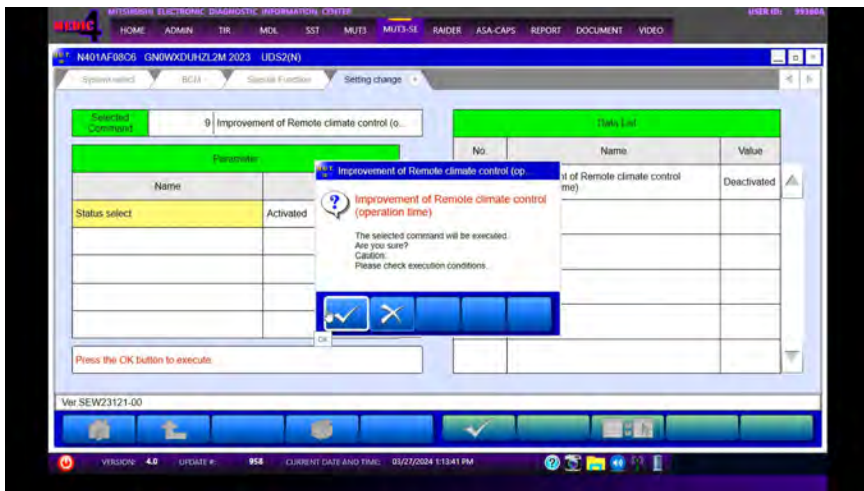 MITSUBISHI ELECTRONIC DIAGNOSTIC INFORMATION CENTER
USER ID:
MEDIC 4
HOME ADMIN TIR MDL SST MUT3 MUT3-SE RAIDER ASA-CAPS REPORT DOCUMENT VIDEO
N401AF08C6 GN0WXDUHZL2M 2023 UDS2(N)
System select BCM Special Function Setting change
Selected Command
9 Improvement of Remote climate control (o...
Data List
Parameter
No. Name Value
Name
Status select Activated
nt of Remote climate control
me)
Deactivated
Improvement of Remote climate control (op...
Improvement of Remote climate control
(operation time)
The selected command will be executed.
Are you sure?
Caution:
Please check execution conditions.
OK
Press the OK button to execute.
Ver.SEW23121-00
VERSION: 4.0 UPDATE #: 958 CURRENT DATE AND TIME: 03/27/2024 1:13:41 PM